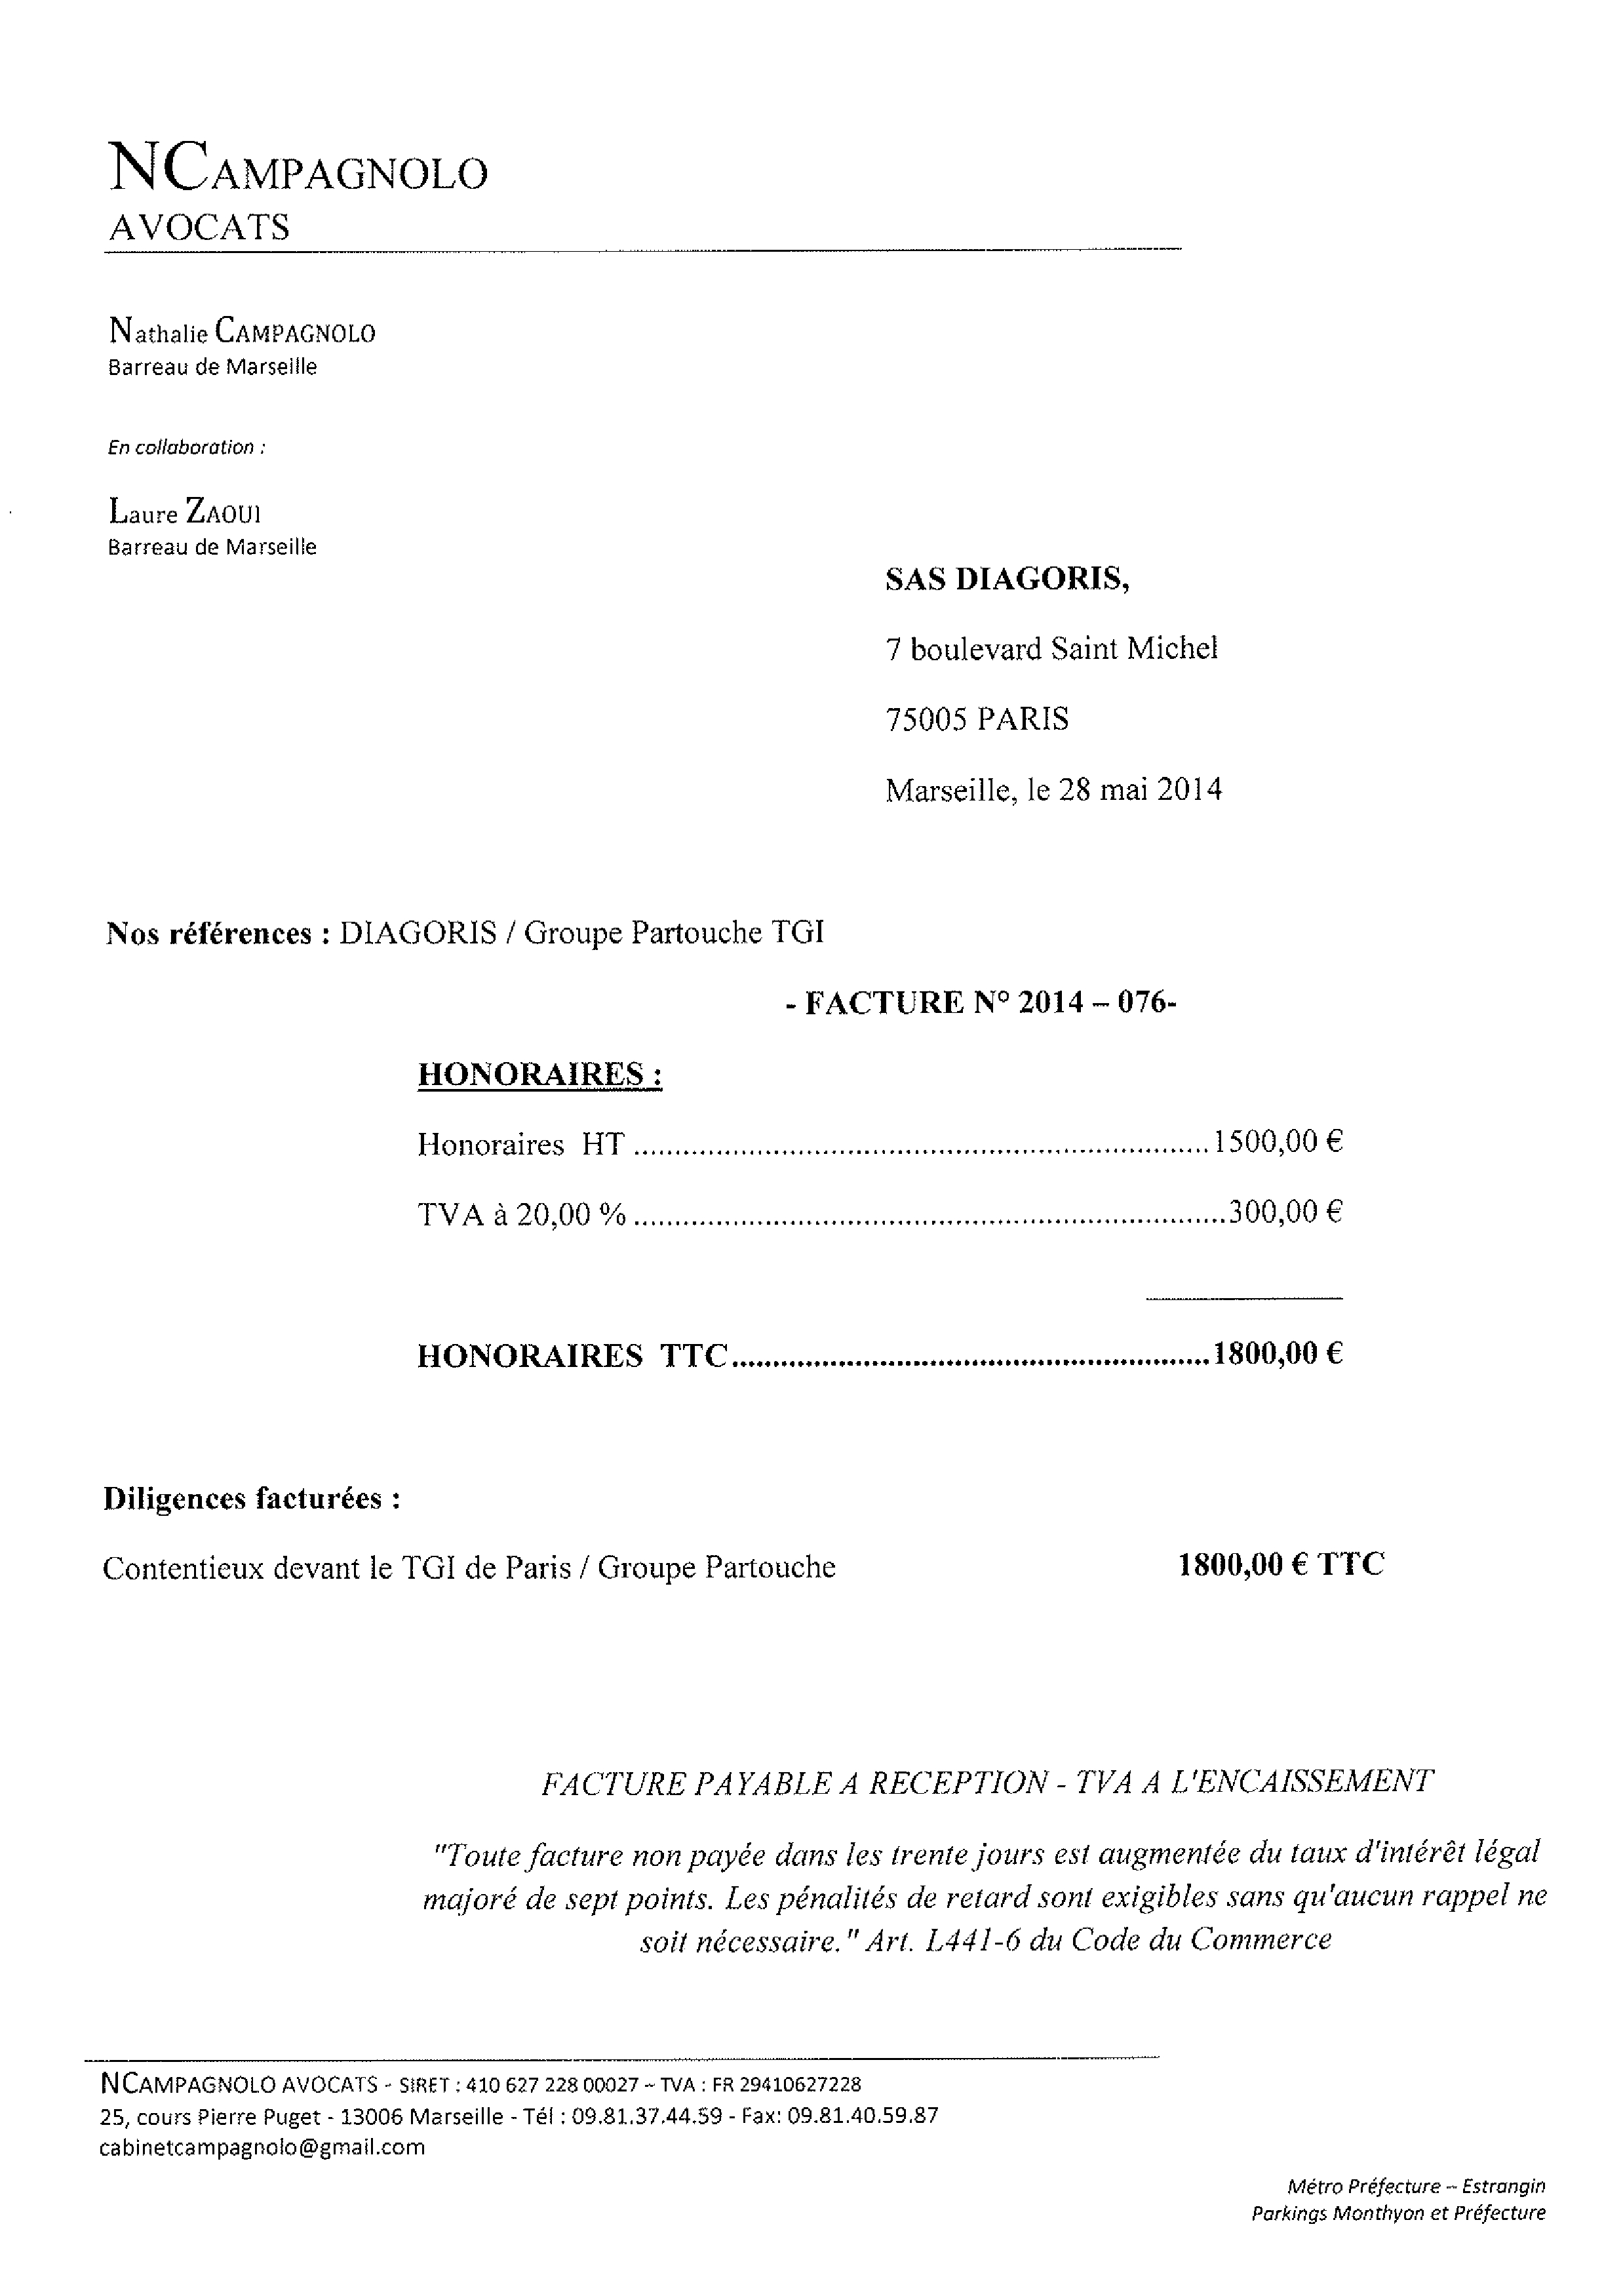 NCAMPAGNOLO
AVOCATS
Nathalie CAMPAGNOLO
Barreau de Marseille
En collaboration :
Laure ZAOUI
Barreau de Marseille
SAS DIAGORIS,
7 boulevard Saint Michel
75005 PARIS
Marseille, le 28 mai 2014
Nos références : DIAGORIS / Groupe Partouche TGI
- FACTURE N° 2014 – 076-
HONORAIRES :
Honoraires HT ........................................................................ 1500,00 €
TVA à 20,00 % .......................................................................... 300,00 €
HONORAIRES TTC............................................................ 1800,00 €
Diligences facturées :
Contentieux devant le TGI de Paris / Groupe Partouche 1800,00 € TTC
FACTURE PAYABLE A RECEPTION - TVA A L'ENCAISSEMENT
"Toute facture non payée dans les trente jours est augmentée du taux d'intérêt légal
majoré de sept points. Les pénalités de retard sont exigibles sans qu'aucun rappel ne
soit nécessaire." Art. L441-6 du Code du Commerce
NCAMPAGNOLO AVOCATS - SIRET : 410 627 228 00027 – TVA : FR 29410627228
25, cours Pierre Puget - 13006 Marseille - Tél : 09.81.37.44.59 - Fax: 09.81.40.59.87
cabinetcampagnolo@gmail.com
Métro Préfecture – Estrangin
Parkings Monthyon et Préfecture